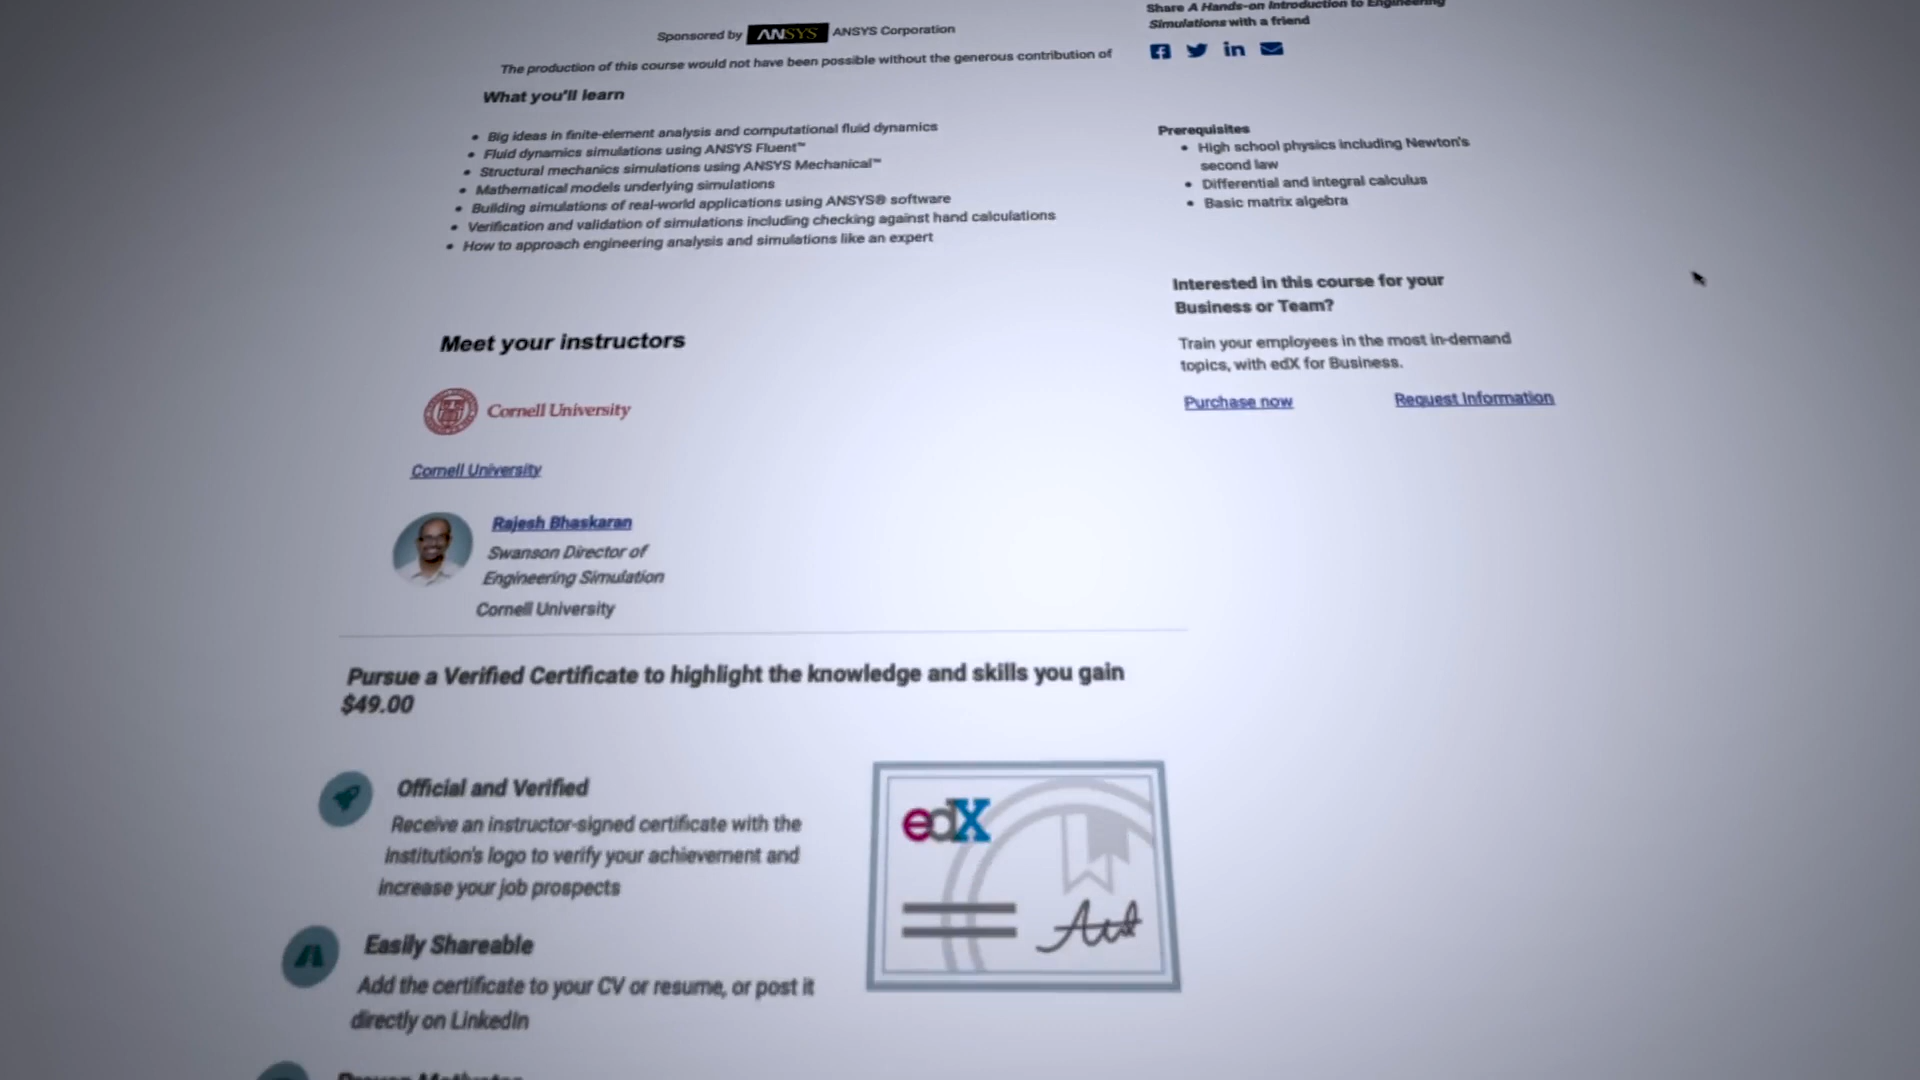 Sponsored by ANSYS ANSYS Corporation
The production of this course would not have been possible without the generous contribution of
What you'll learn
• Big ideas in finite-element analysis and computational fluid dynamics
• Fluid dynamics simulations using ANSYS Fluent™
• Structural mechanics simulations using ANSYS Mechanical™
• Mathematical models underlying simulations
• Building simulations of real-world applications using ANSYS® software
• Verification and validation of simulations including checking against hand calculations
• How to approach engineering analysis and simulations like an expert
Meet your instructors
Cornell University
Cornell University
Rajesh Bhaskaran
Swanson Director of
Engineering Simulation
Cornell University
Pursue a Verified Certificate to highlight the knowledge and skills you gain
$49.00
Official and Verified
Receive an instructor-signed certificate with the
institution's logo to verify your achievement and
increase your job prospects
Easily Shareable
Add the certificate to your CV or resume, or post it
directly on LinkedIn
edX
Share A Hands-on Introduction to Engineering
Simulations with a friend
Prerequisites
• High school physics including Newton's
second law
• Differential and integral calculus
• Basic matrix algebra
Interested in this course for your
Business or Team?
Train your employees in the most in-demand
topics, with edX for Business.
Purchase now Request Information